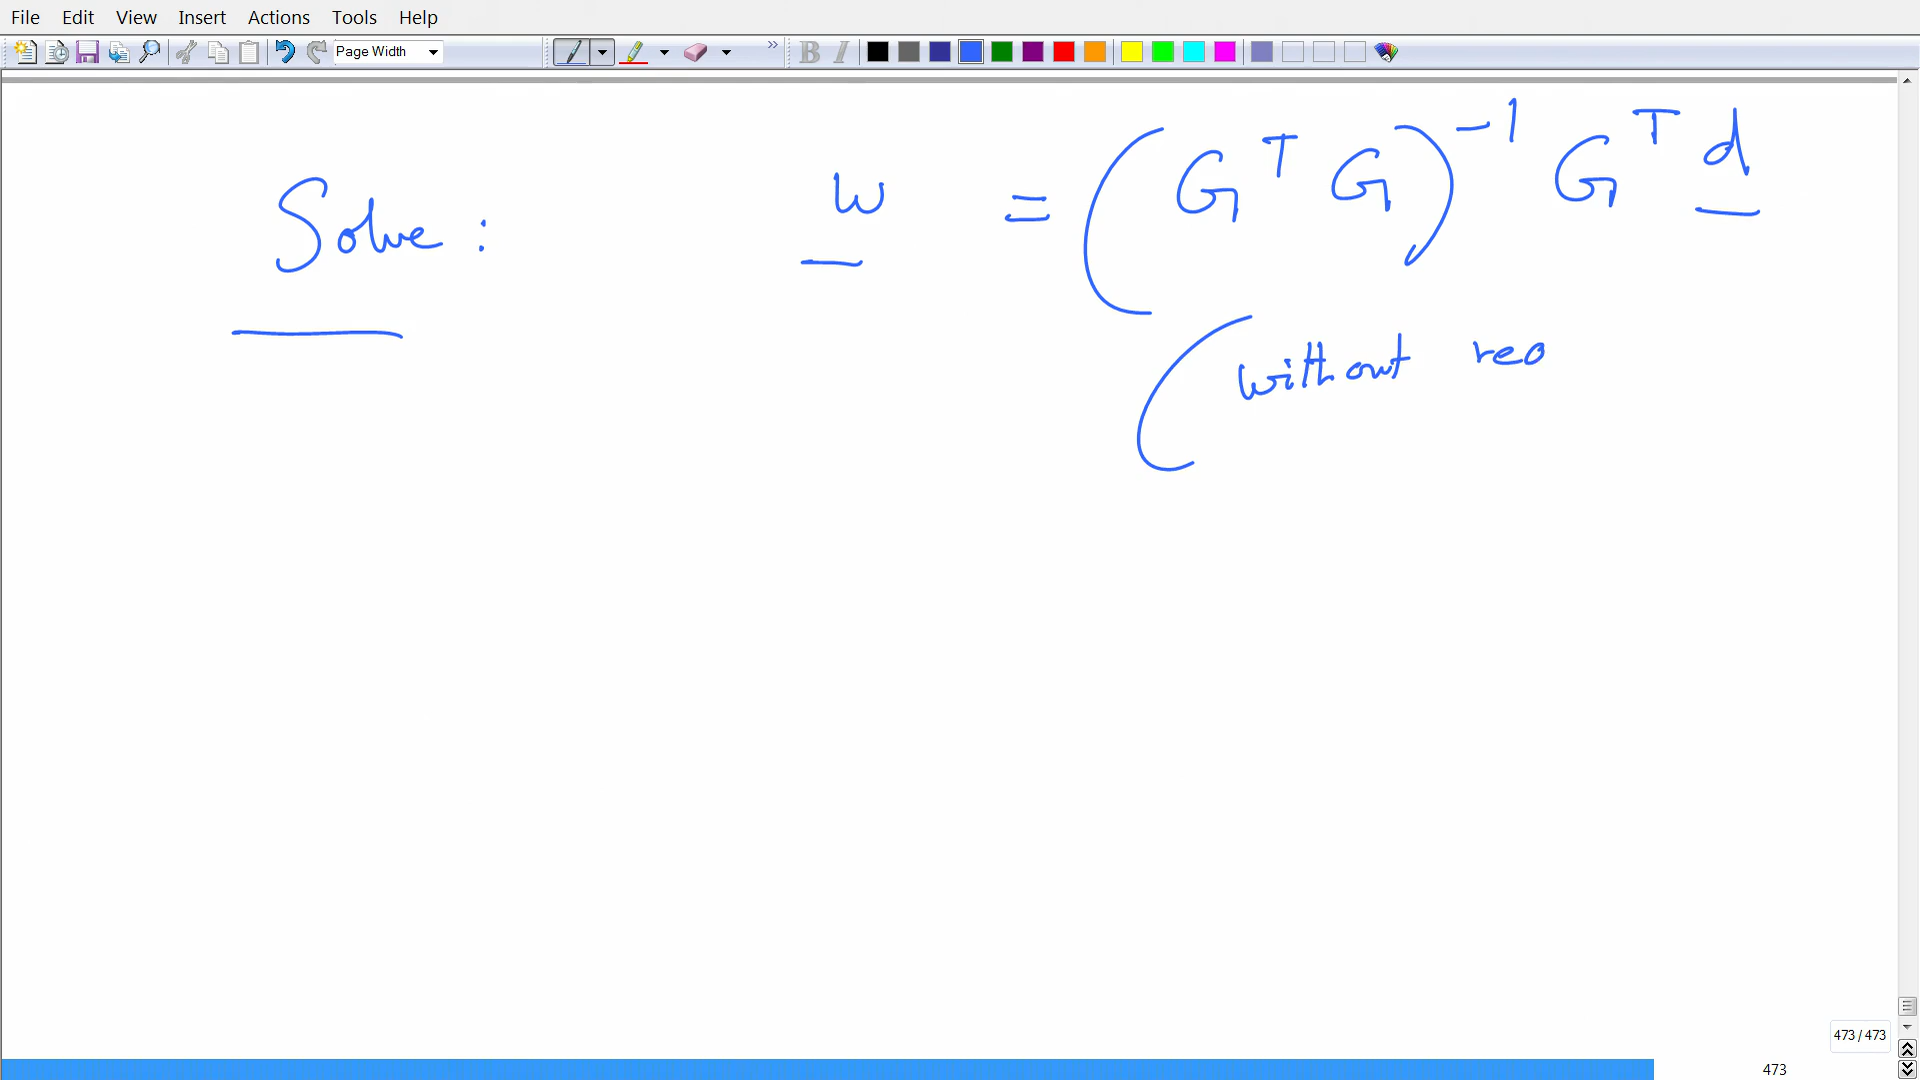 File Edit View Insert Actions Tools Help
Page Width B I
Solve : w = ( G^T G )^-1 G^T d
( without reo
473 / 473
473